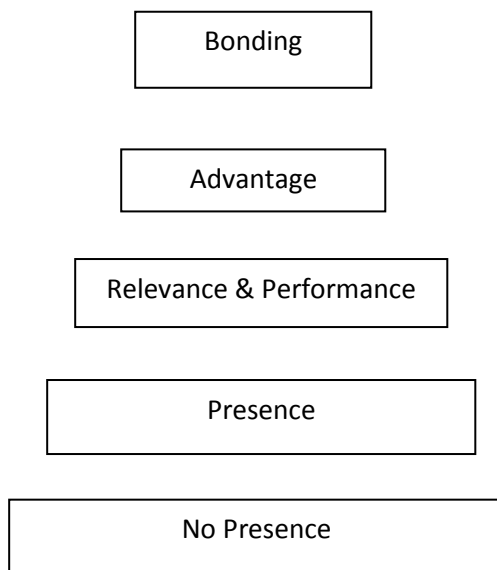 Bonding
Advantage
Relevance & Performance
Presence
No Presence